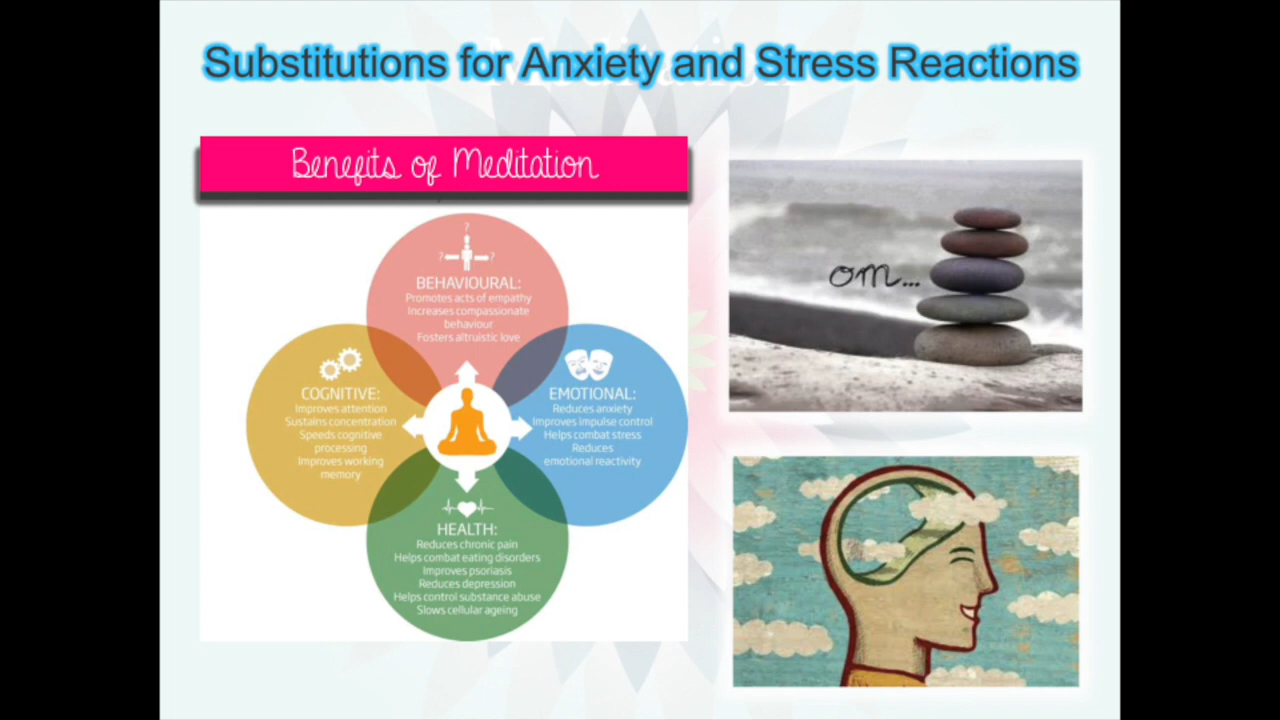 Substitutions for Anxiety and Stress Reactions
Meditation
Benefits of Meditation
?
? ?
BEHAVIOURAL:
Promotes acts of empathy
Increases compassionate
behaviour
Fosters altruistic love
COGNITIVE:
Improves attention
Sustains concentration
Speeds cognitive
processing
Improves working
memory
EMOTIONAL:
Reduces anxiety
Improves impulse control
Helps combat stress
Reduces
emotional reactivity
HEALTH:
Reduces chronic pain
Helps combat eating disorders
Improves psoriasis
Reduces depression
Helps control substance abuse
Slows cellular ageing
om...